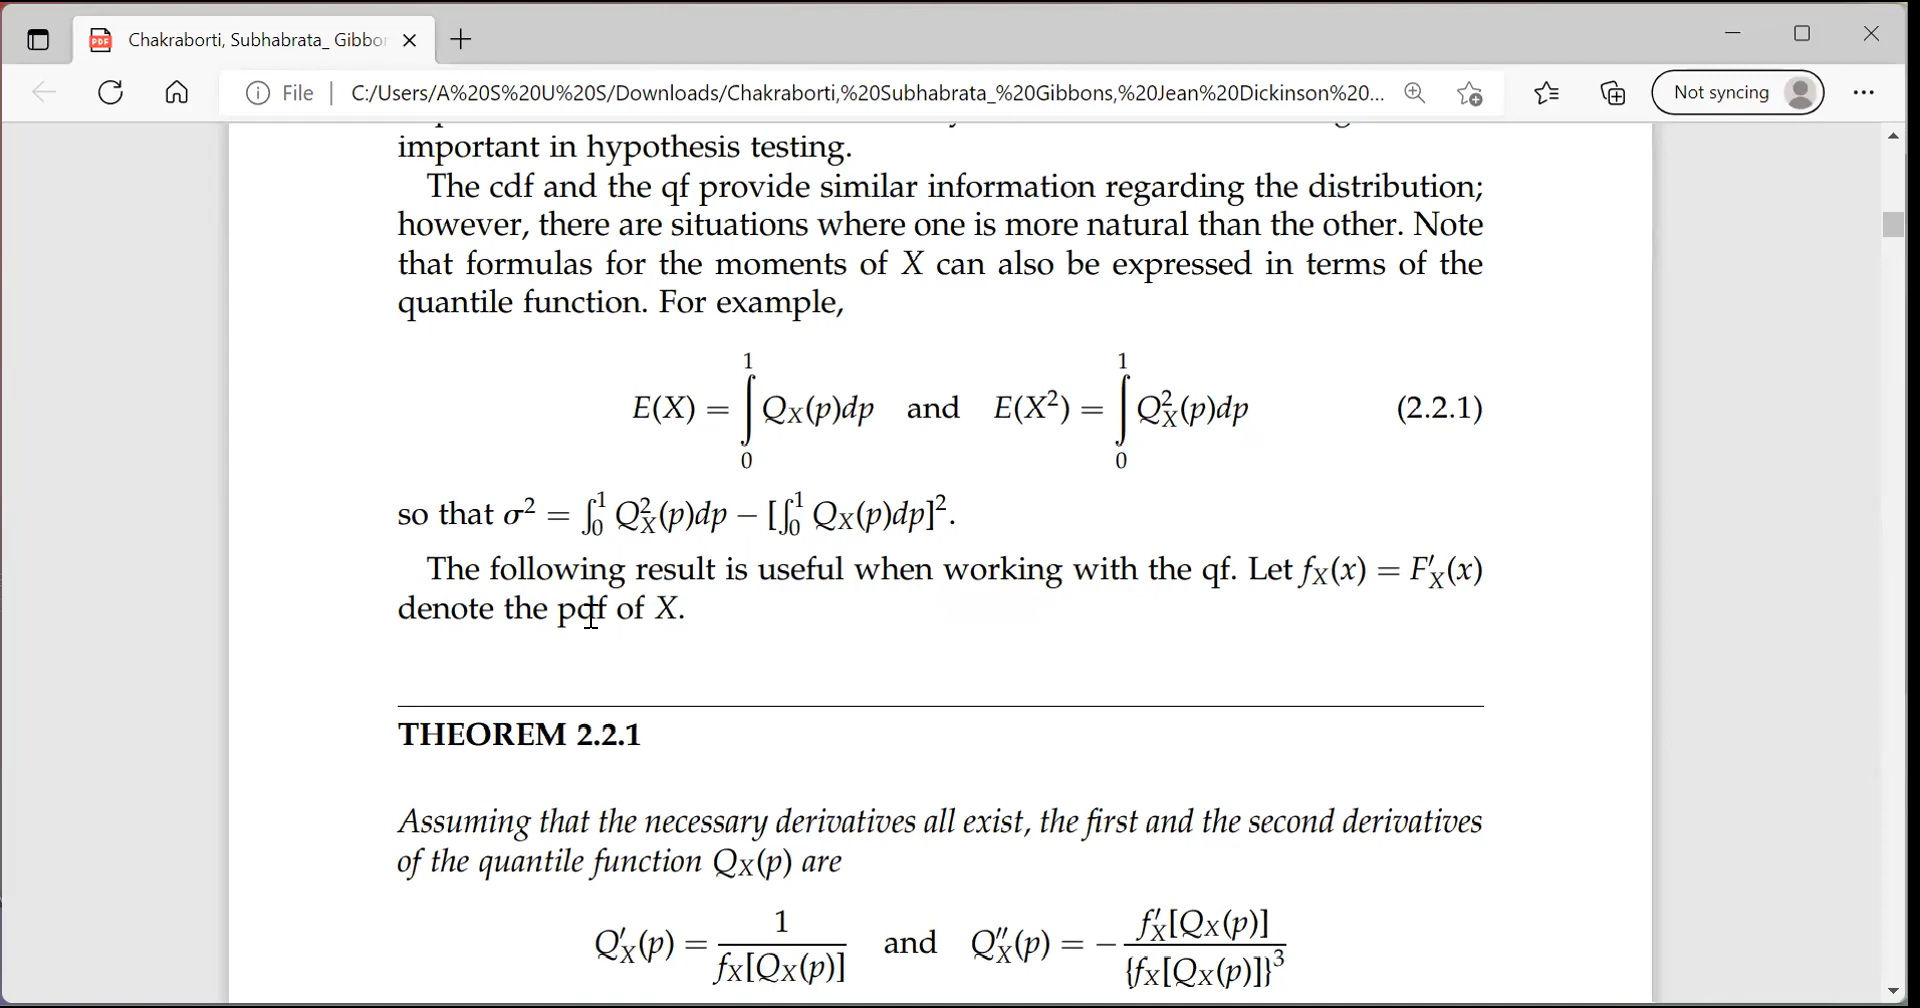 Chakraborti, Subhabrata_ Gibbor
File
C:/Users/A%20S%20U%20S/Downloads/Chakraborti,%20Subhabrata_%20Gibbons,%20Jean%20Dickinson%20...
Not syncing
important in hypothesis testing.
The cdf and the qf provide similar information regarding the distribution;
however, there are situations where one is more natural than the other. Note
that formulas for the moments of X can also be expressed in terms of the
quantile function. For example,
E(X) = ∫₀¹ Q_X(p)dp and E(X²) = ∫₀¹ Q²_X(p)dp (2.2.1)
so that σ² = ∫₀¹ Q²_X(p)dp − [∫₀¹ Q_X(p)dp]².
The following result is useful when working with the qf. Let f_X(x) = F′_X(x)
denote the pdf of X.
THEOREM 2.2.1
Assuming that the necessary derivatives all exist, the first and the second derivatives
of the quantile function Q_X(p) are
Q′_X(p) = 1 / f_X[Q_X(p)] and Q″_X(p) = − f′_X[Q_X(p)] / {f_X[Q_X(p)]}³